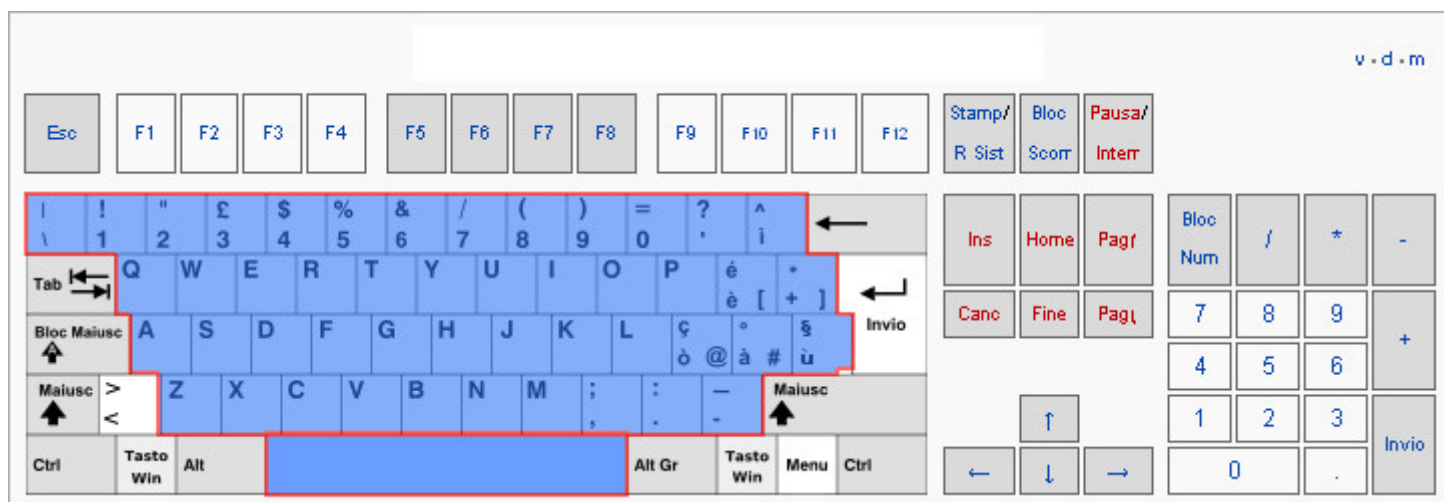 v · d · m
Esc F1 F2 F3 F4 F5 F6 F7 F8 F9 F10 F11 F12 Stamp/ Bloc Pausa/
R Sist Scorr Interr
| ! " £ $ % & / ( ) = ? ^
\ 1 2 3 4 5 6 7 8 9 0 ' ì ←
Ins Home Pag↑ Bloc Num / * -
Tab Q W E R T Y U I O P é *
è [ + ] Invio
Canc Fine Pag↓ 7 8 9 +
Bloc Maiusc A S D F G H J K L ç ° §
ò @ à # ù
4 5 6
Maiusc > Z X C V B N M ; : _ Maiusc
< , . -
↑ 1 2 3 Invio
Ctrl Tasto Win Alt Alt Gr Tasto Win Menu Ctrl
← ↓ → 0 .